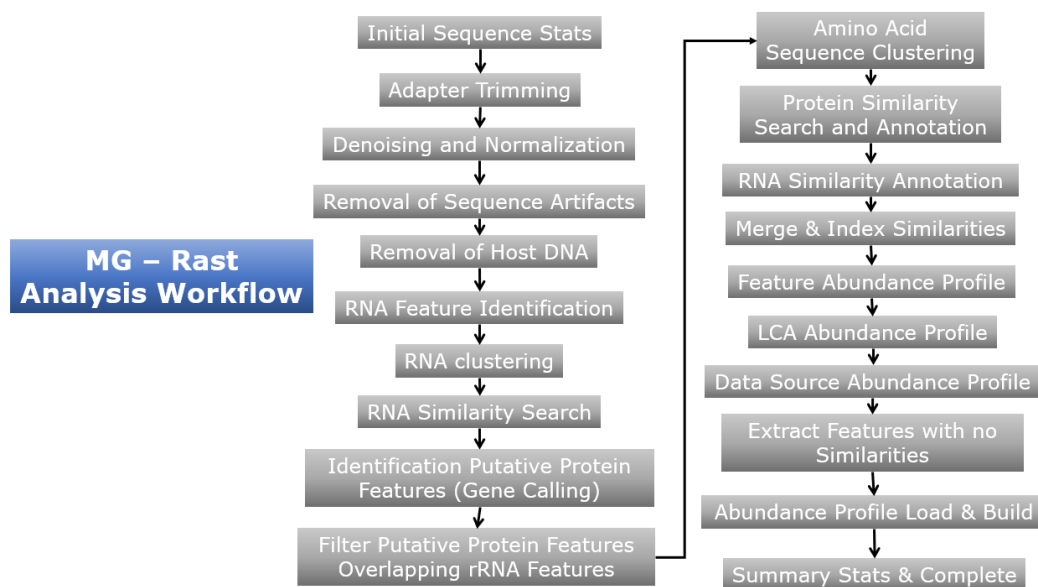 MG – Rast
Analysis Workflow
Initial Sequence Stats
Adapter Trimming
Denoising and Normalization
Removal of Sequence Artifacts
Removal of Host DNA
RNA Feature Identification
RNA clustering
RNA Similarity Search
Identification Putative Protein
Features (Gene Calling)
Filter Putative Protein Features
Overlapping rRNA Features
Amino Acid
Sequence Clustering
Protein Similarity
Search and Annotation
RNA Similarity Annotation
Merge & Index Similarities
Feature Abundance Profile
LCA Abundance Profile
Data Source Abundance Profile
Extract Features with no
Similarities
Abundance Profile Load & Build
Summary Stats & Complete